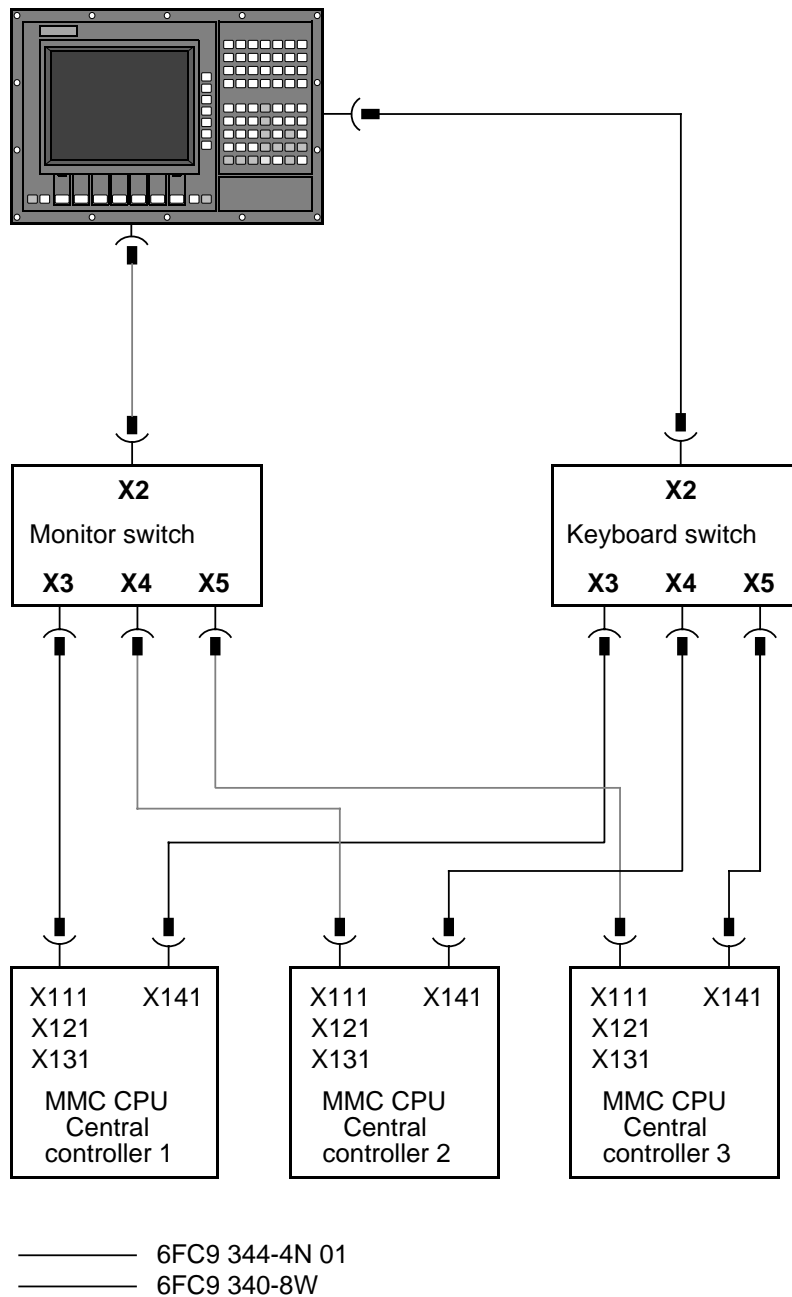 X2
Monitor switch
X3 X4 X5
X2
Keyboard switch
X3 X4 X5
X111 X141
X121
X131
MMC CPU
Central
controller 1
X111 X141
X121
X131
MMC CPU
Central
controller 2
X111 X141
X121
X131
MMC CPU
Central
controller 3
6FC9 344-4N 01
6FC9 340-8W